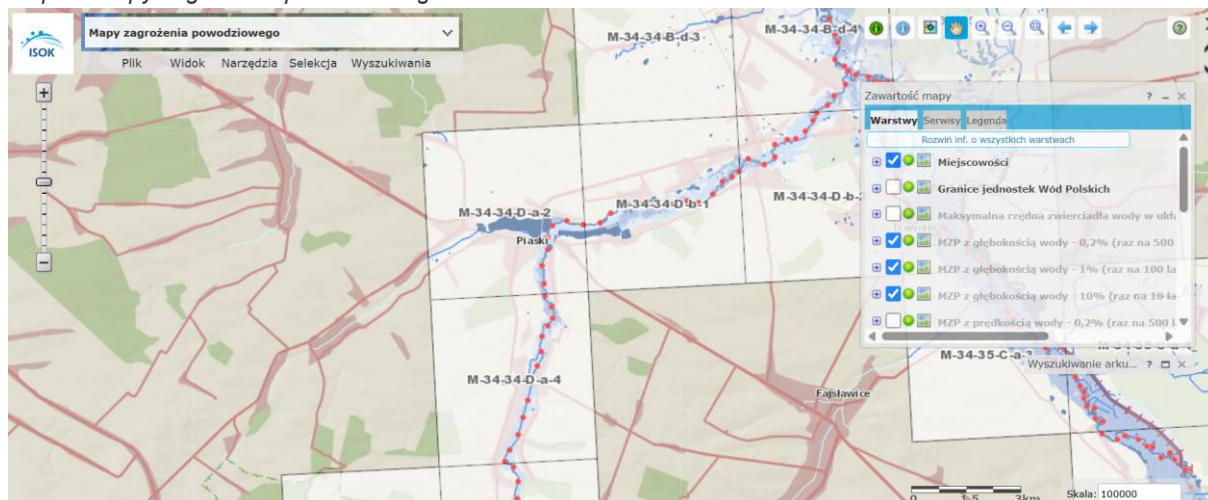 ISOK
Mapy zagrożenia powodziowego
Plik Widok Narzędzia Selekcja Wyszukiwania
M-34-34-B-d-3
M-34-34-B-d-4
Zawartość mapy ? _ ×
Warstwy Serwisy Legenda
Rozwiń inf. o wszystkich warstwach
Miejscowości
Granice jednostek Wód Polskich
Maksymalna rzędna zwierciadła wody w ukła
MZP z głębokością wody - 0,2% (raz na 500
MZP z głębokością wody - 1% (raz na 100 la
MZP z głębokością wody - 10% (raz na 10 la
MZP z prędkością wody - 0,2% (raz na 500 l
M-34-34-D-a-2
M-34-34-D-b-1
M-34-34-D-b-
Piaski
M-34-34-D-a-4
Fajsławice
M-34-35-C-a-3
Wyszukiwanie arku... ? ×
0 1.5 3km
Skala: 100000